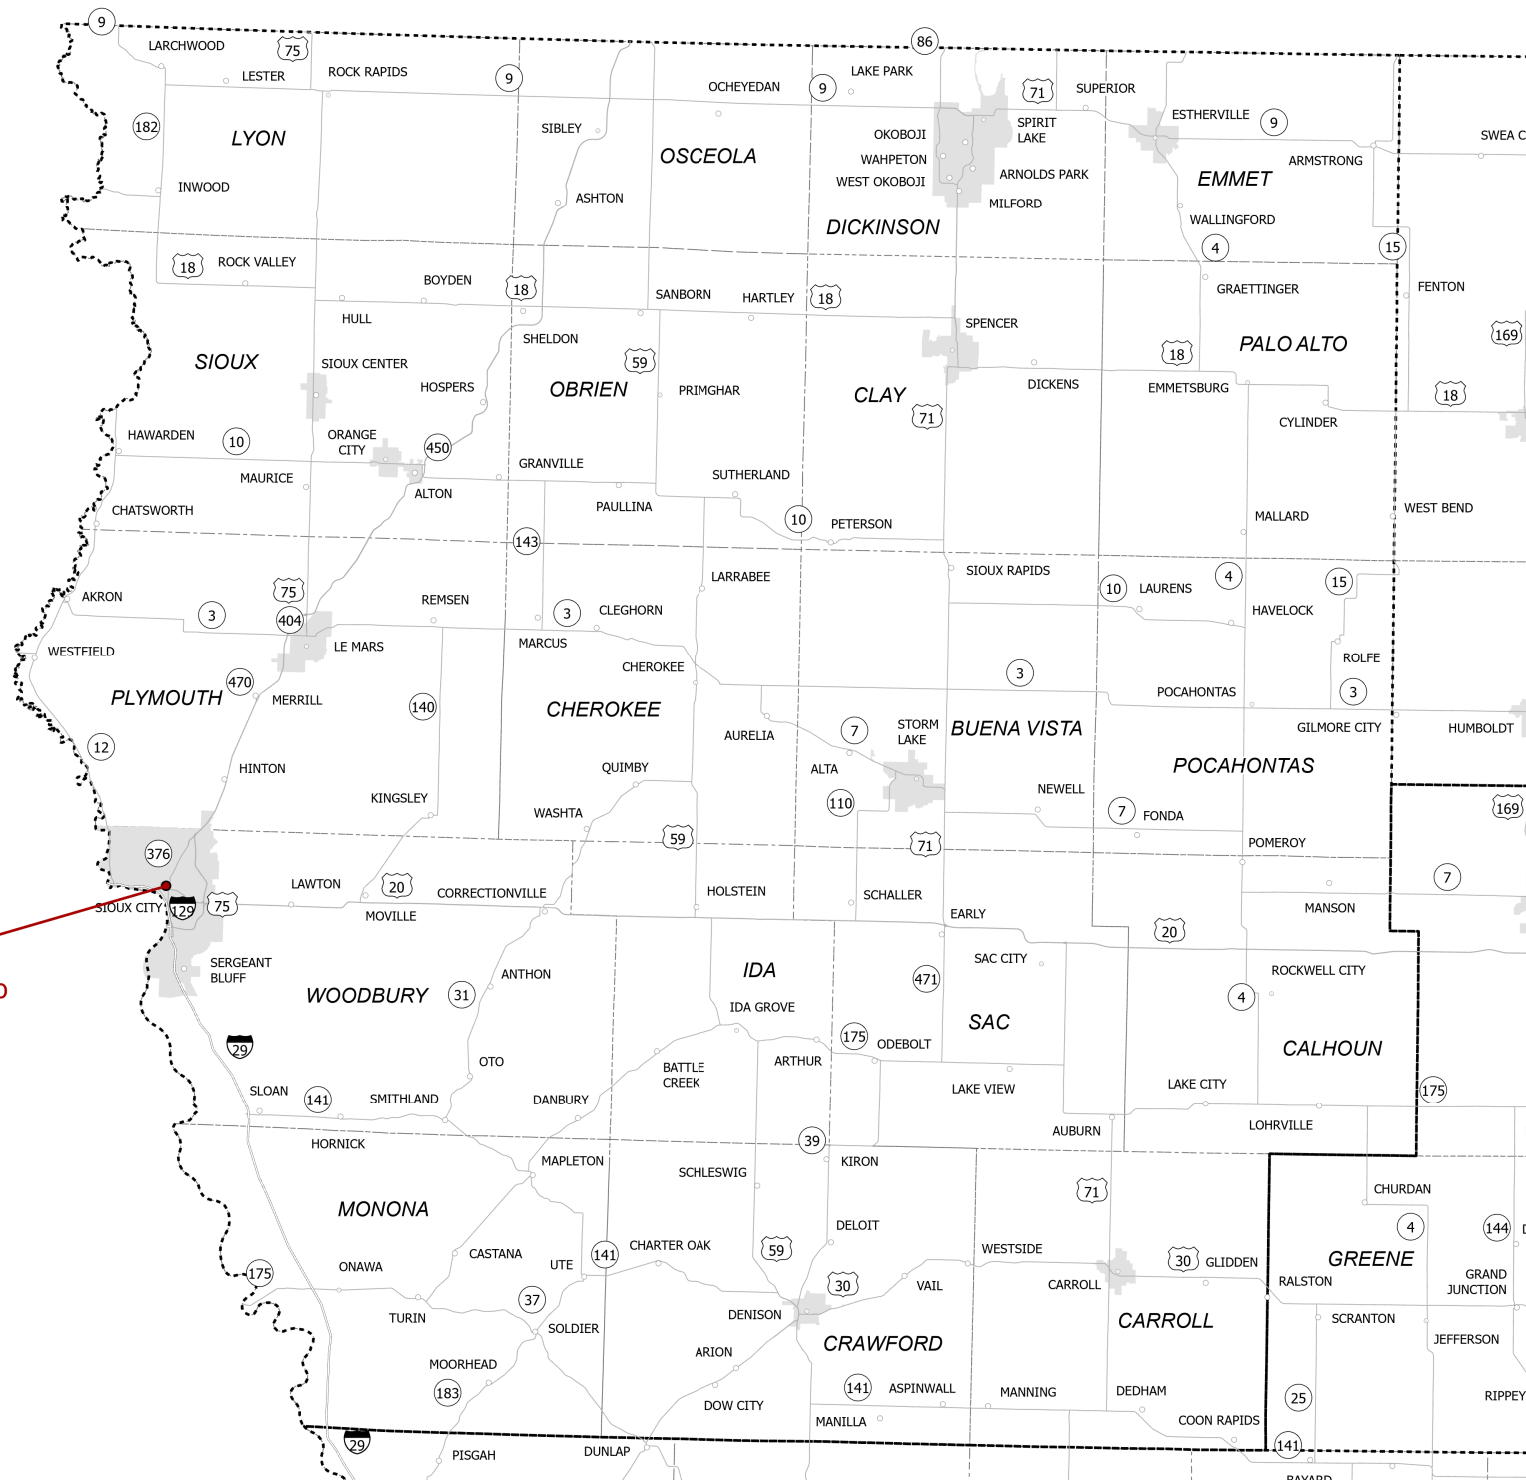 9
86
LARCHWOOD
75
LESTER
ROCK RAPIDS
9
OCHEYEDAN
9
LAKE PARK
71
SUPERIOR
ESTHERVILLE
9
182
LYON
SIBLEY
OSCEOLA
OKOBOJI
SPIRIT
LAKE
WAHPETON
WEST OKOBOJI
ARNOLDS PARK
MILFORD
ARMSTRONG
SWEA C
EMMET
INWOOD
ASHTON
DICKINSON
WALLINGFORD
4
15
18
ROCK VALLEY
BOYDEN
18
SANBORN
HARTLEY
18
GRAETTINGER
FENTON
HULL
SHELDON
SPENCER
169
SIOUX
SIOUX CENTER
59
18
PALO ALTO
HOSPERS
OBRIEN
PRIMGHAR
CLAY
71
DICKENS
EMMETSBURG
18
CYLINDER
HAWARDEN
10
ORANGE
CITY
450
MAURICE
GRANVILLE
SUTHERLAND
ALTON
PAULLINA
CHATSWORTH
10
PETERSON
MALLARD
WEST BEND
143
SIOUX RAPIDS
LARRABEE
10
LAURENS
4
15
AKRON
75
3
404
REMSEN
3
CLEGHORN
HAVELOCK
WESTFIELD
LE MARS
MARCUS
CHEROKEE
3
ROLFE
PLYMOUTH
470
MERRILL
140
CHEROKEE
POCAHONTAS
3
AURELIA
7
STORM
LAKE
BUENA VISTA
GILMORE CITY
HUMBOLDT
12
HINTON
QUIMBY
ALTA
POCAHONTAS
KINGSLEY
WASHTA
110
NEWELL
7
FONDA
169
376
59
71
POMEROY
LAWTON
20
CORRECTIONVILLE
HOLSTEIN
SCHALLER
7
SIOUX CITY
129
75
MOVILLE
EARLY
MANSON
20
SERGEANT
BLUFF
ANTHON
IDA
SAC CITY
ROCKWELL CITY
WOODBURY
31
471
4
IDA GROVE
SAC
29
175
ODEBOLT
CALHOUN
OTO
BATTLE
CREEK
ARTHUR
SLOAN
141
SMITHLAND
DANBURY
LAKE VIEW
LAKE CITY
175
HORNICK
39
AUBURN
LOHRVILLE
MAPLETON
SCHLESWIG
KIRON
71
CHURDAN
MONONA
DELOIT
4
144
CASTANA
UTE
141
CHARTER OAK
59
WESTSIDE
30
GLIDDEN
GREENE
175
ONAWA
30
VAIL
CARROLL
RALSTON
GRAND
JUNCTION
37
TURIN
SOLDIER
DENISON
CARROLL
SCRANTON
JEFFERSON
CRAWFORD
MOORHEAD
183
ARION
141
ASPINWALL
MANNING
DEDHAM
25
RIPPEY
DOW CITY
MANILLA
COON RAPIDS
29
PISGAH
DUNLAP
141
BAYARD